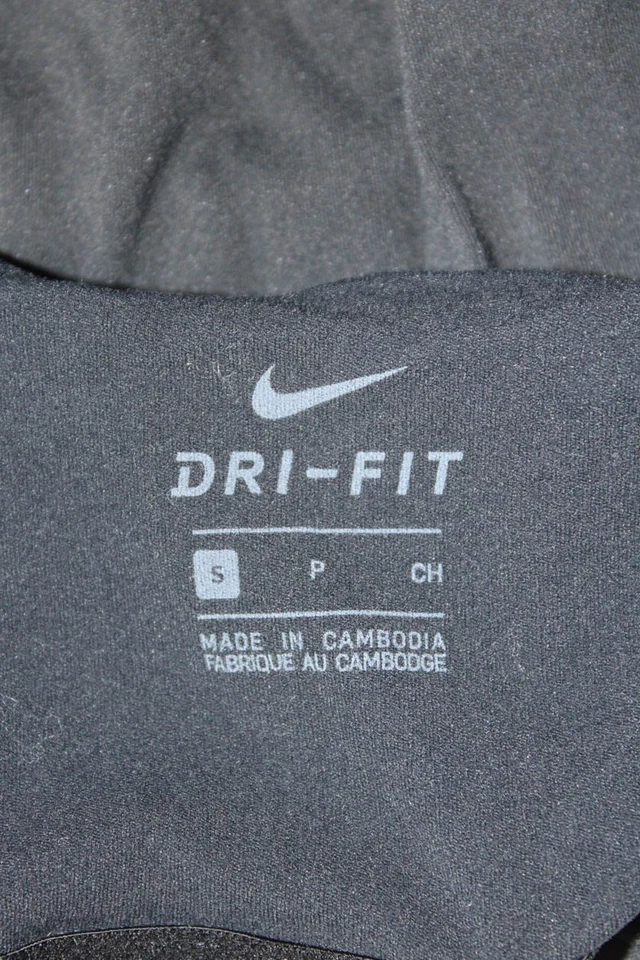 DRI-FIT
S P CH
MADE IN CAMBODIA
FABRIQUE AU CAMBODGE